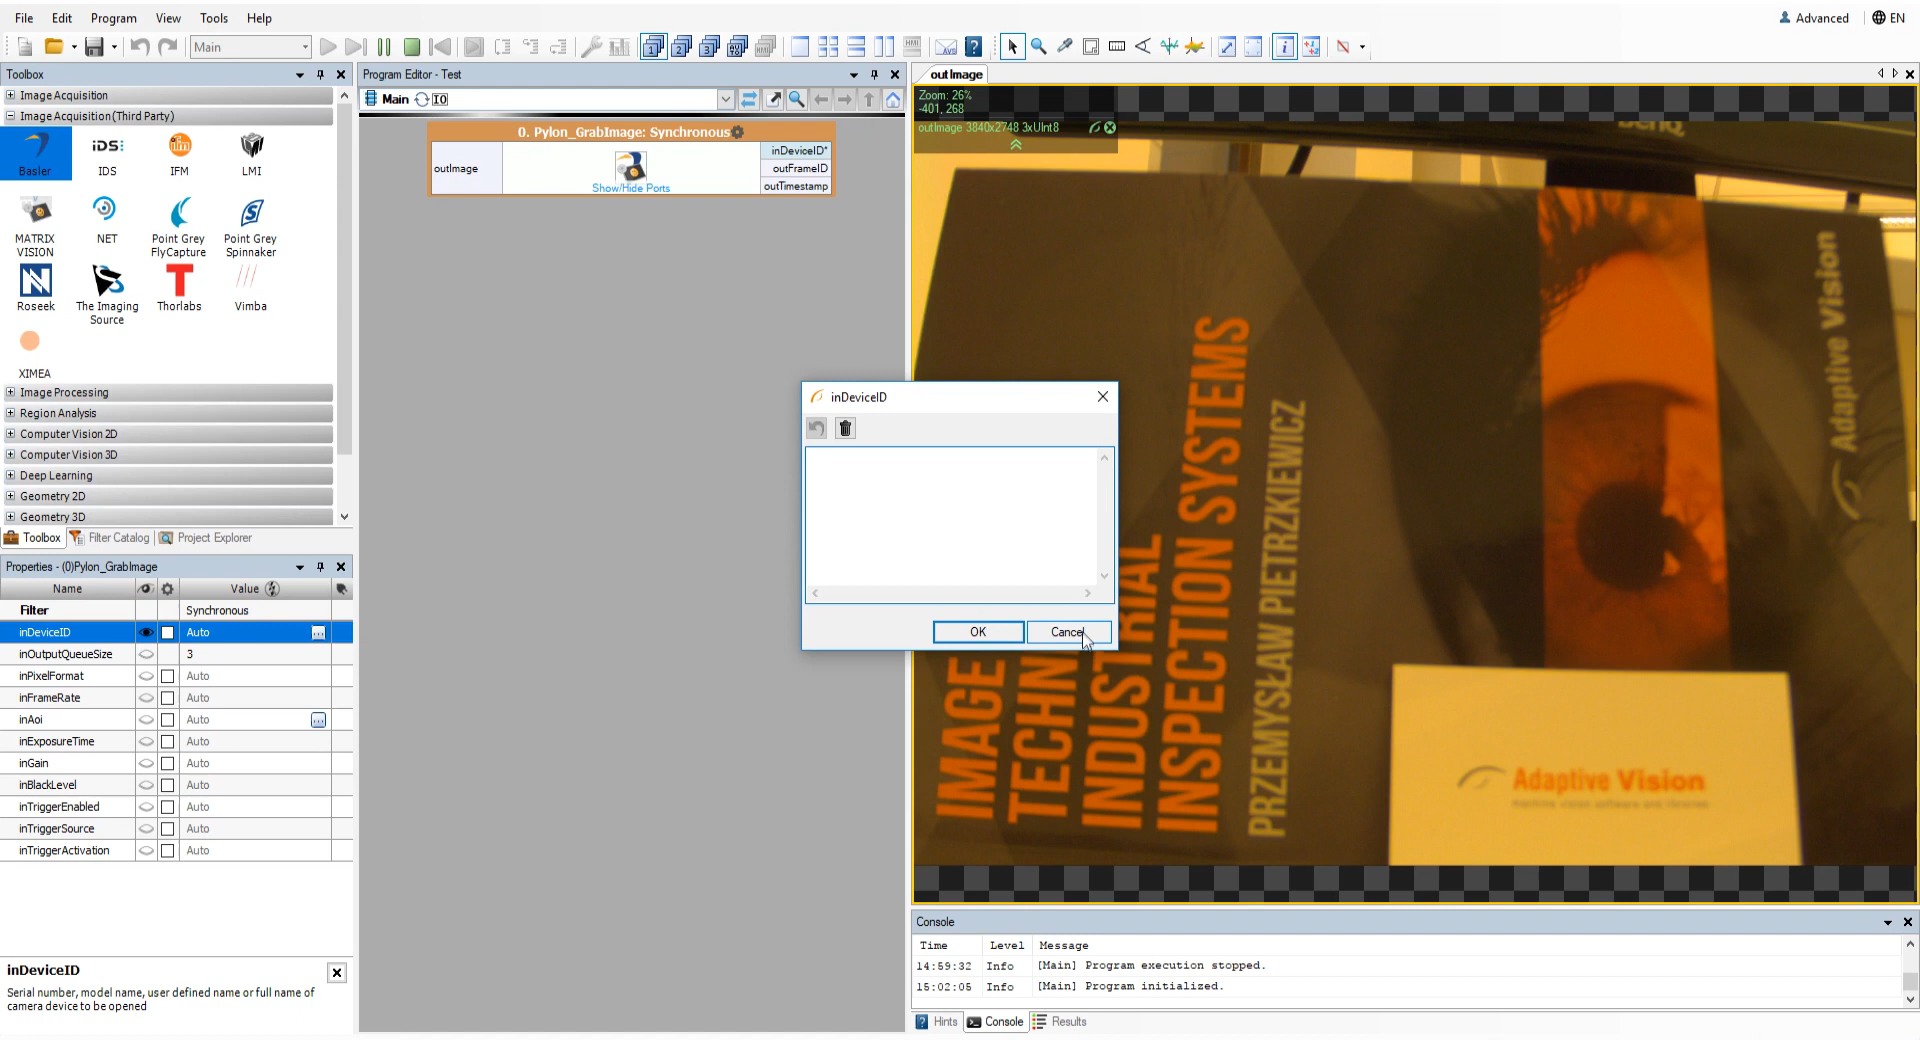 File Edit Program View Tools Help Advanced EN
Main
Toolbox
Image Acquisition
Image Acquisition (Third Party)
Basler IDS IFM LMI
MATRIX VISION NET Point Grey FlyCapture Point Grey Spinnaker
Roseek The Imaging Source Thorlabs Vimba
XIMEA
Image Processing
Region Analysis
Computer Vision 2D
Computer Vision 3D
Deep Learning
Geometry 2D
Geometry 3D
Toolbox Filter Catalog Project Explorer
Properties - (0)Pylon_GrabImage
Name Value
Filter Synchronous
inDeviceID Auto ...
inOutputQueueSize 3
inPixelFormat Auto
inFrameRate Auto
inAoi Auto ...
inExposureTime Auto
inGain Auto
inBlackLevel Auto
inTriggerEnabled Auto
inTriggerSource Auto
inTriggerActivation Auto
inDeviceID
Serial number, model name, user defined name or full name of
camera device to be opened
Program Editor - Test
Main IO
0. Pylon_GrabImage: Synchronous
outImage
Show/Hide Ports
inDeviceID*
outFrameID
outTimestamp
inDeviceID
OK Cancel
outImage
Zoom: 26%
-401, 268
outImage 3840x2748 3xUInt8
BenQ
IMAGE
TECHNI
INDUSTRIAL
INSPECTION SYSTEMS
PRZEMYSŁAW PIETRZKIEWICZ
Adaptive Vision
Adaptive Vision
Console
Time Level Message
14:59:32 Info [Main] Program execution stopped.
15:02:05 Info [Main] Program initialized.
Hints Console Results